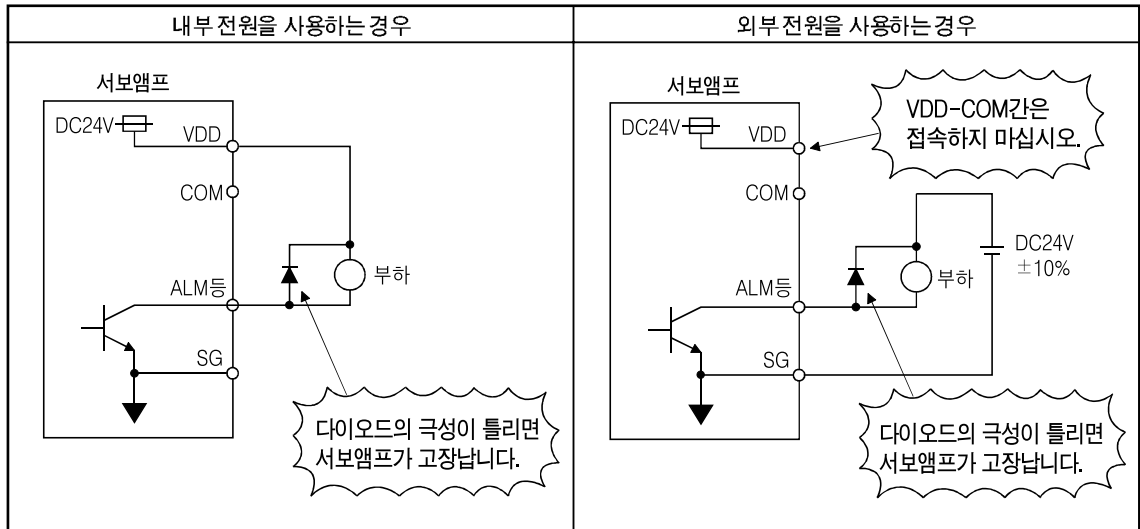 내부 전원을 사용하는 경우
외부 전원을 사용하는 경우
서보앰프
DC24V
VDD
COM
ALM등
SG
부하
다이오드의 극성이 틀리면
서보앰프가 고장납니다.
서보앰프
DC24V
VDD
VDD-COM간은
접속하지 마십시오.
COM
ALM등
SG
부하
DC24V
±10%
다이오드의 극성이 틀리면
서보앰프가 고장납니다.